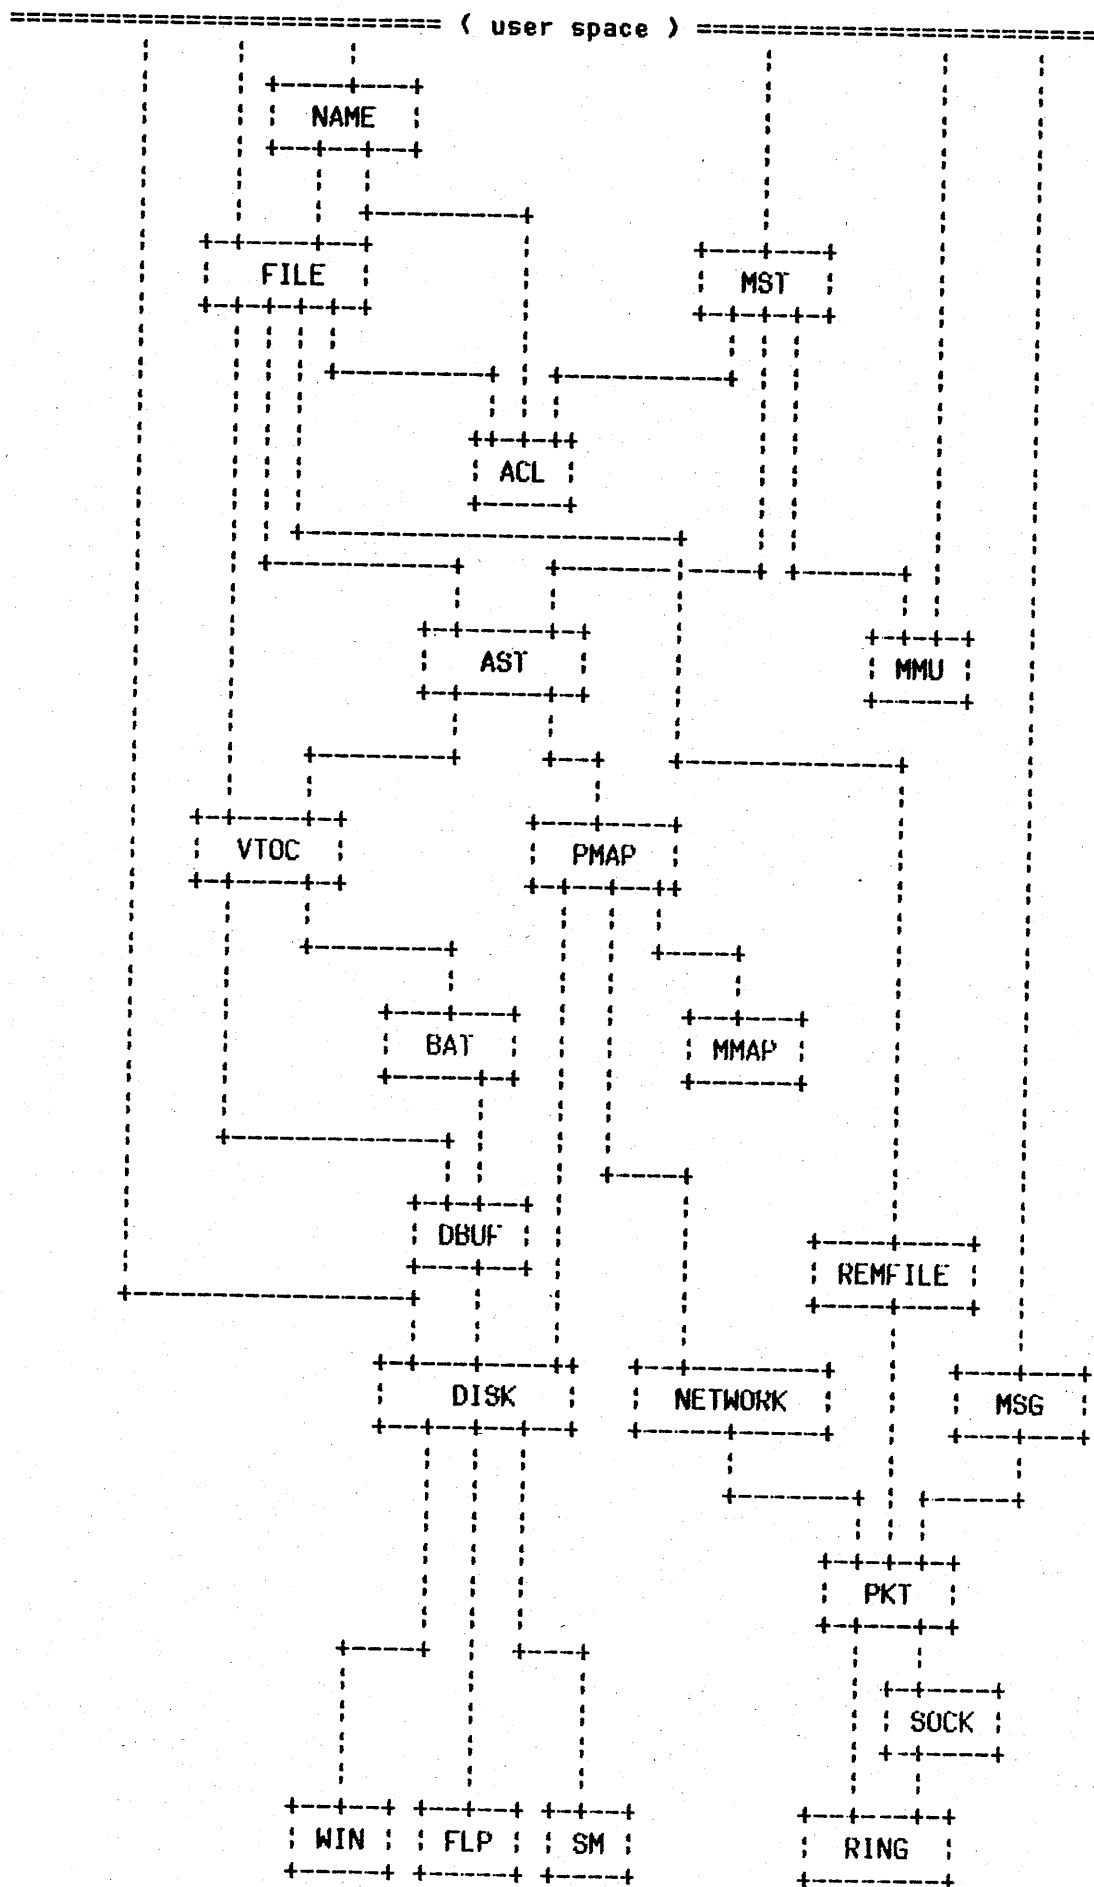 ( user space )
NAME
FILE
MST
ACL
AST
MMU
VTOC
PMAP
BAT
MMAP
DBUF
REMFILE
DISK
NETWORK
MSG
PKT
SOCK
WIN
FLP
SM
RING